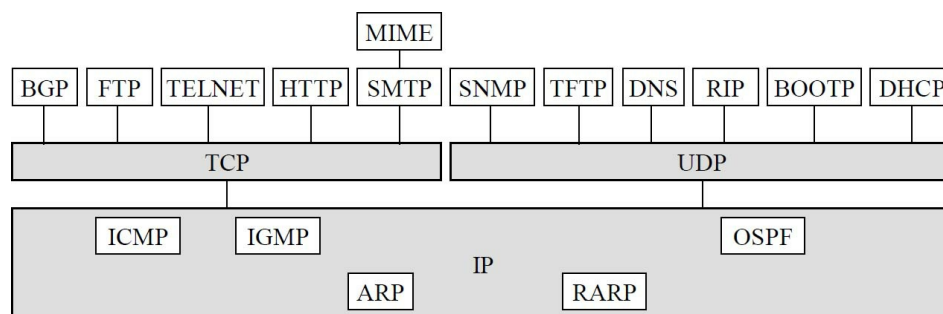 MIME
BGP FTP TELNET HTTP SMTP SNMP TFTP DNS RIP BOOTP DHCP
TCP UDP
ICMP IGMP OSPF
IP
ARP RARP